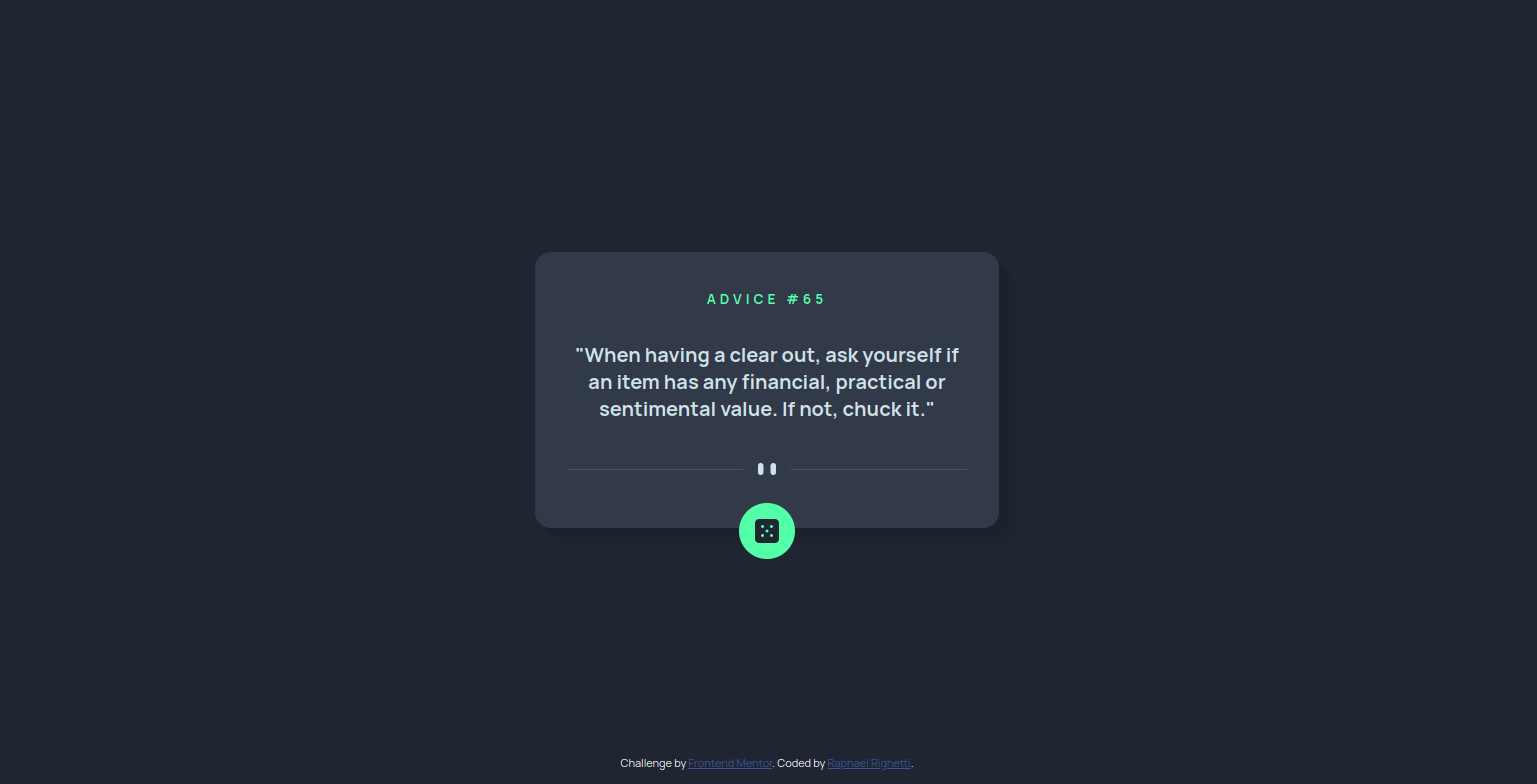 ADVICE #65
"When having a clear out, ask yourself if
an item has any financial, practical or
sentimental value. If not, chuck it."
Challenge by Frontend Mentor. Coded by Raphael Righetti.